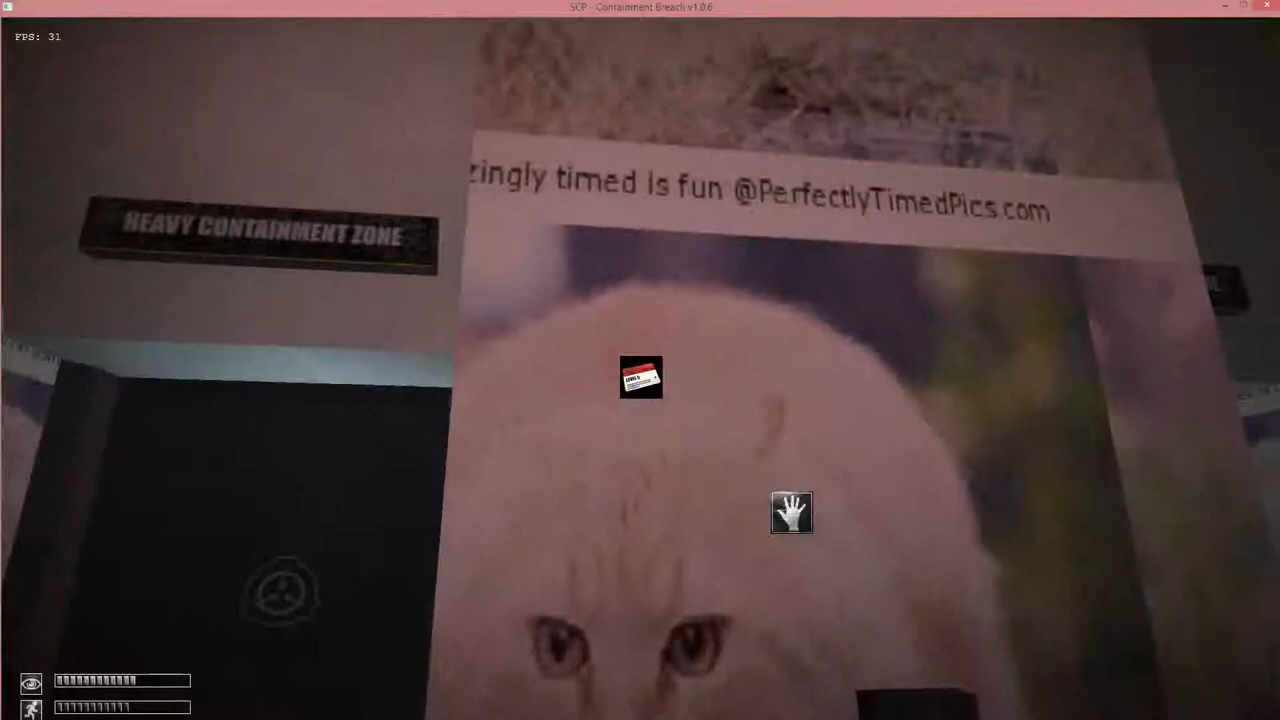 SCP - Containment Breach v1.0.6
FPS: 31
zingly timed is fun @PerfectlyTimedPics.com
HEAVY CONTAINMENT ZONE